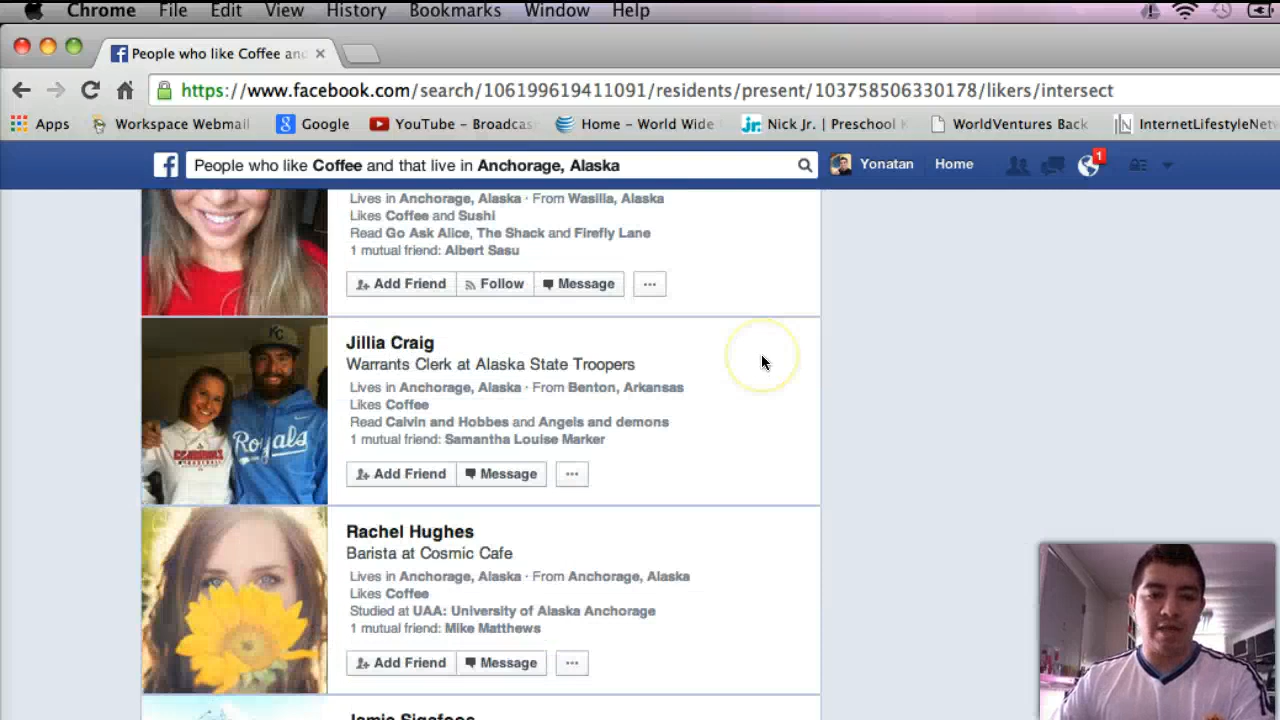 Chrome File Edit View History Bookmarks Window Help
People who like Coffee and
https://www.facebook.com/search/106199619411091/residents/present/103758506330178/likers/intersect
Apps Workspace Webmail Google YouTube - Broadcas Home - World Wide Nick Jr. | Preschool WorldVentures Back InternetLifestyleNet
People who like Coffee and that live in Anchorage, Alaska Yonatan Home 1
Lives in Anchorage, Alaska · From Wasilla, Alaska
Likes Coffee and Sushi
Read Go Ask Alice, The Shack and Firefly Lane
1 mutual friend: Albert Sasu
Add Friend Follow Message ...
Jillia Craig
Warrants Clerk at Alaska State Troopers
Lives in Anchorage, Alaska · From Benton, Arkansas
Likes Coffee
Read Calvin and Hobbes and Angels and demons
1 mutual friend: Samantha Louise Marker
Add Friend Message ...
KC
Royals
Rachel Hughes
Barista at Cosmic Cafe
Lives in Anchorage, Alaska · From Anchorage, Alaska
Likes Coffee
Studied at UAA: University of Alaska Anchorage
1 mutual friend: Mike Matthews
Add Friend Message ...